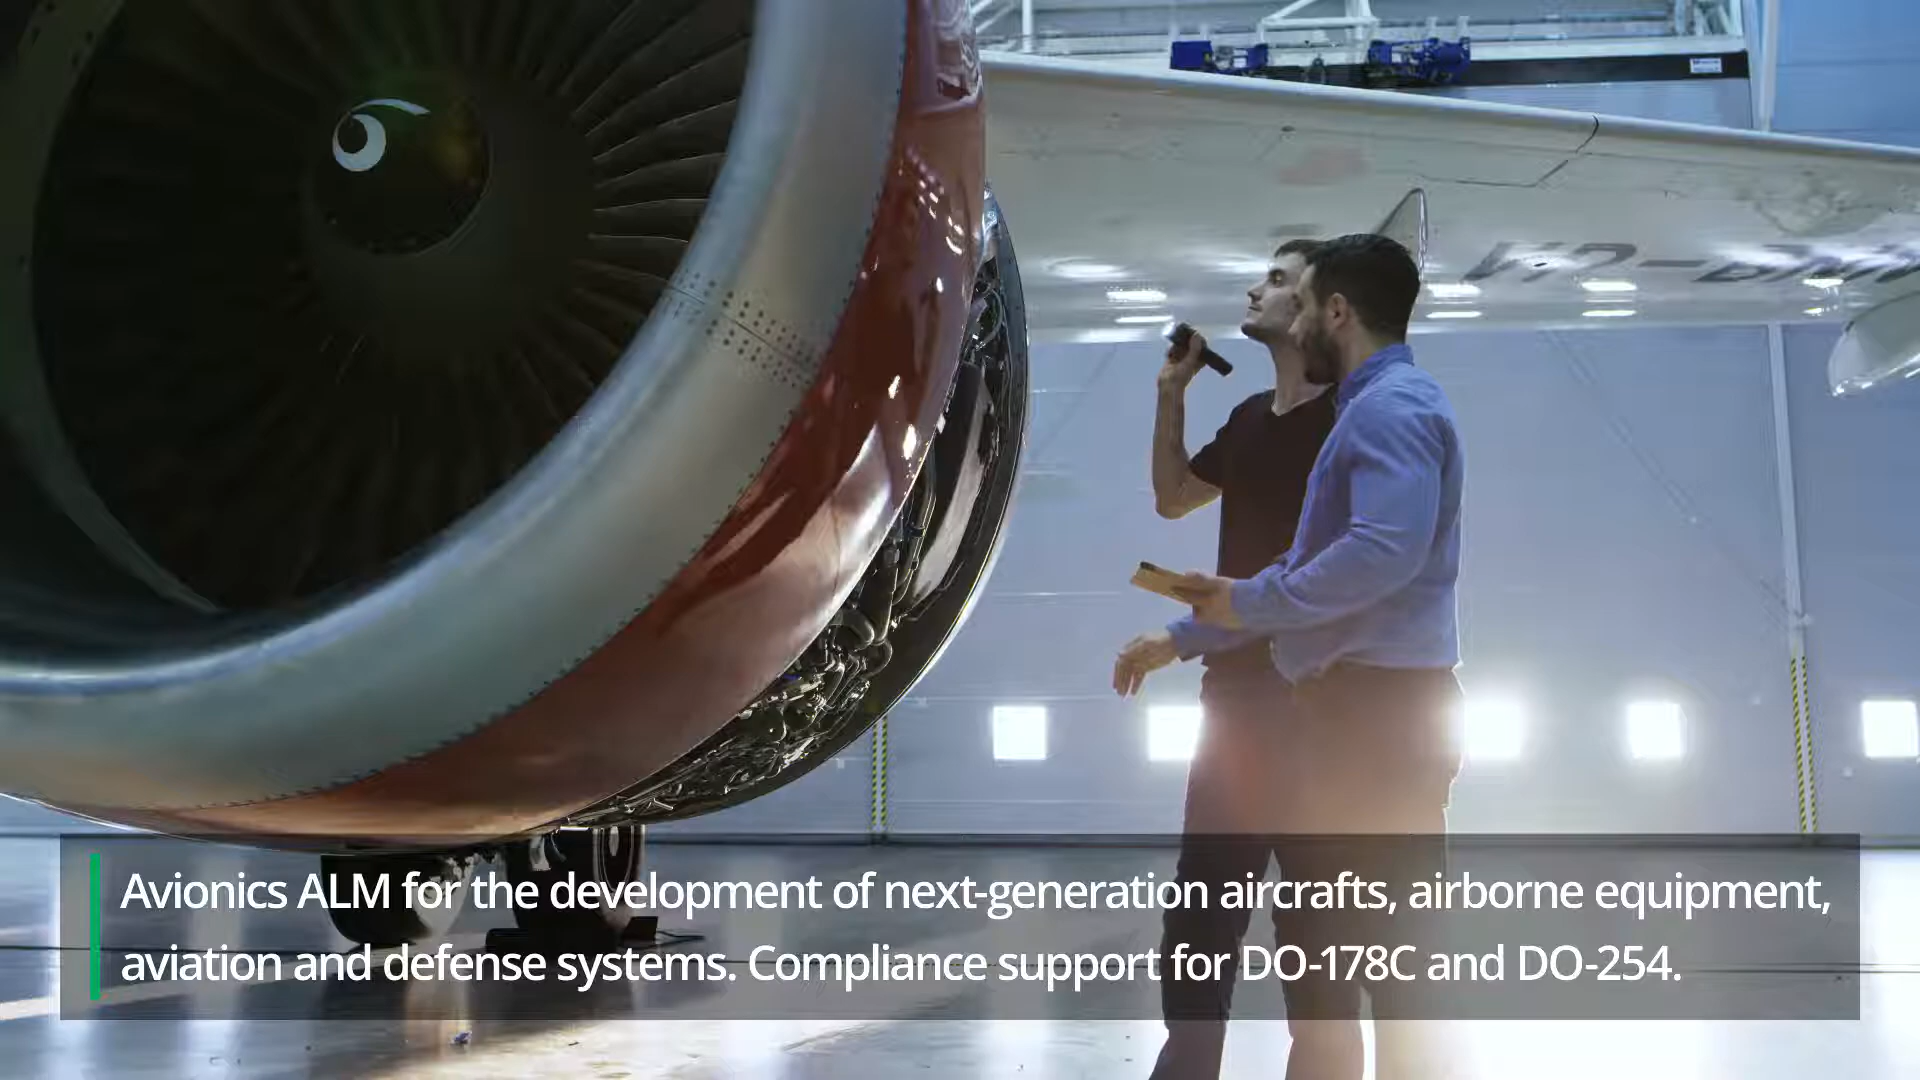 Avionics ALM for the development of next-generation aircrafts, airborne equipment,
aviation and defense systems. Compliance support for DO-178C and DO-254.